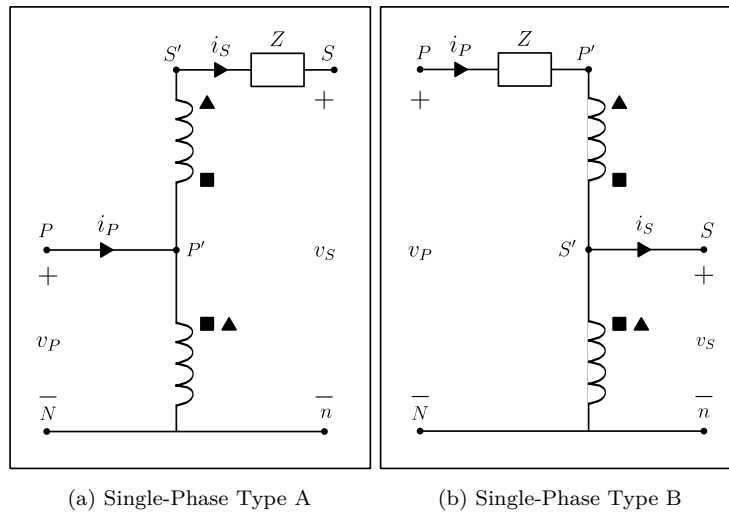 S′ i_S Z S
+
P i_P P′
+
v_S
v_P
− −
N n
(a) Single-Phase Type A
P i_P Z P′
+
i_S S
v_P S′
+
v_S
− −
N n
(b) Single-Phase Type B